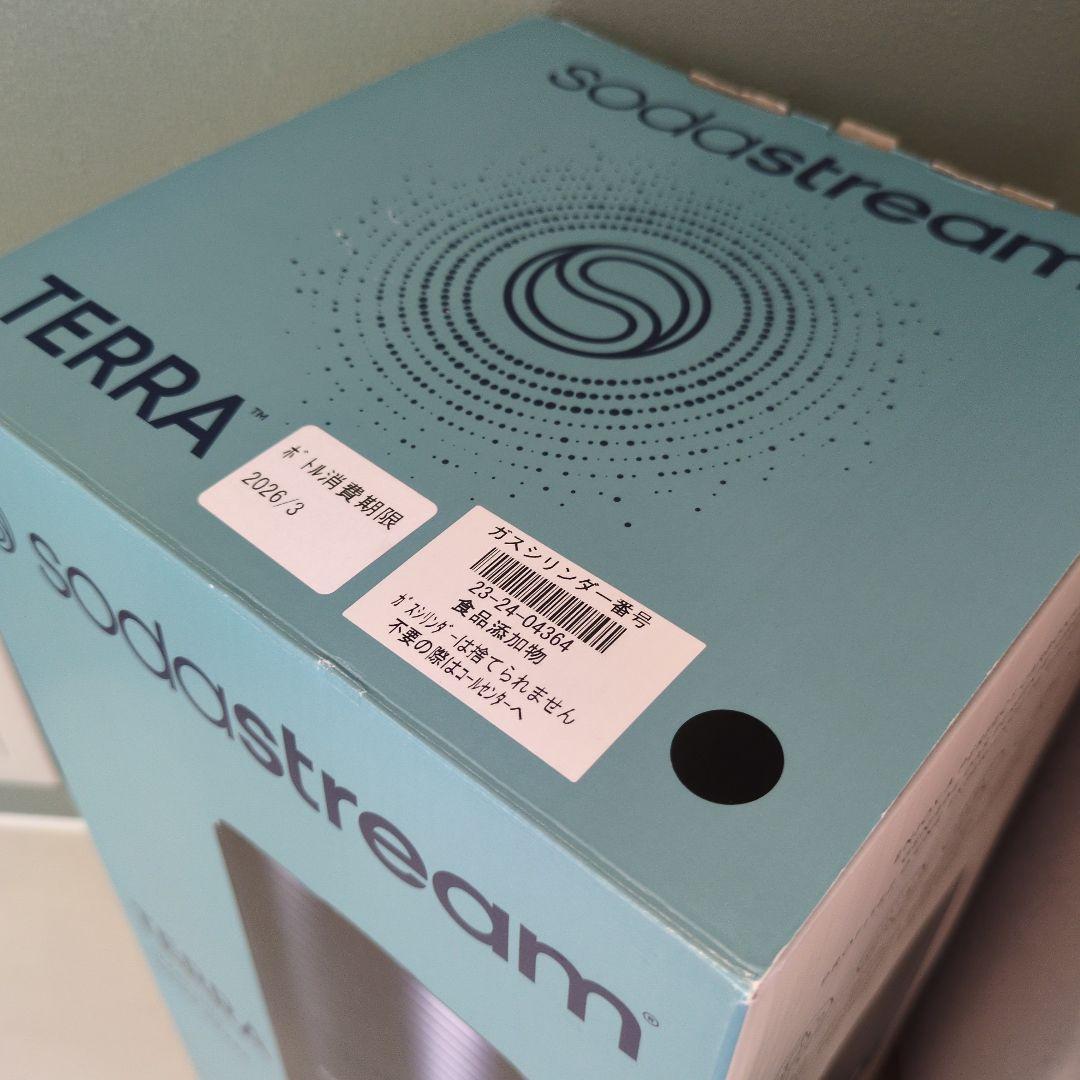 sodastream
TERRA™
ﾎﾞﾄﾙ消費期限
2026/3
ガスシリンダー番号
23-24-04364
食品添加物
ｶﾞｽｼﾘﾝﾀﾞｰは捨てられません
不要の際はｺｰﾙｾﾝﾀｰへ
sodastream®
TERRA